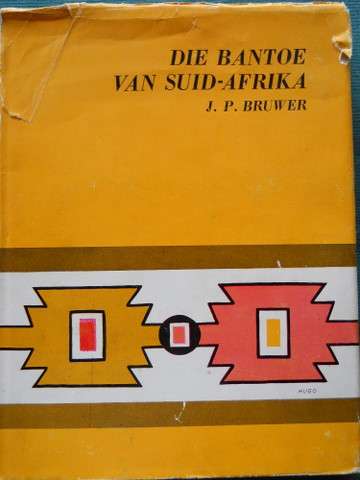 DIE BANTOE
VAN SUID-AFRIKA
J. P. BRUWER
HUGO